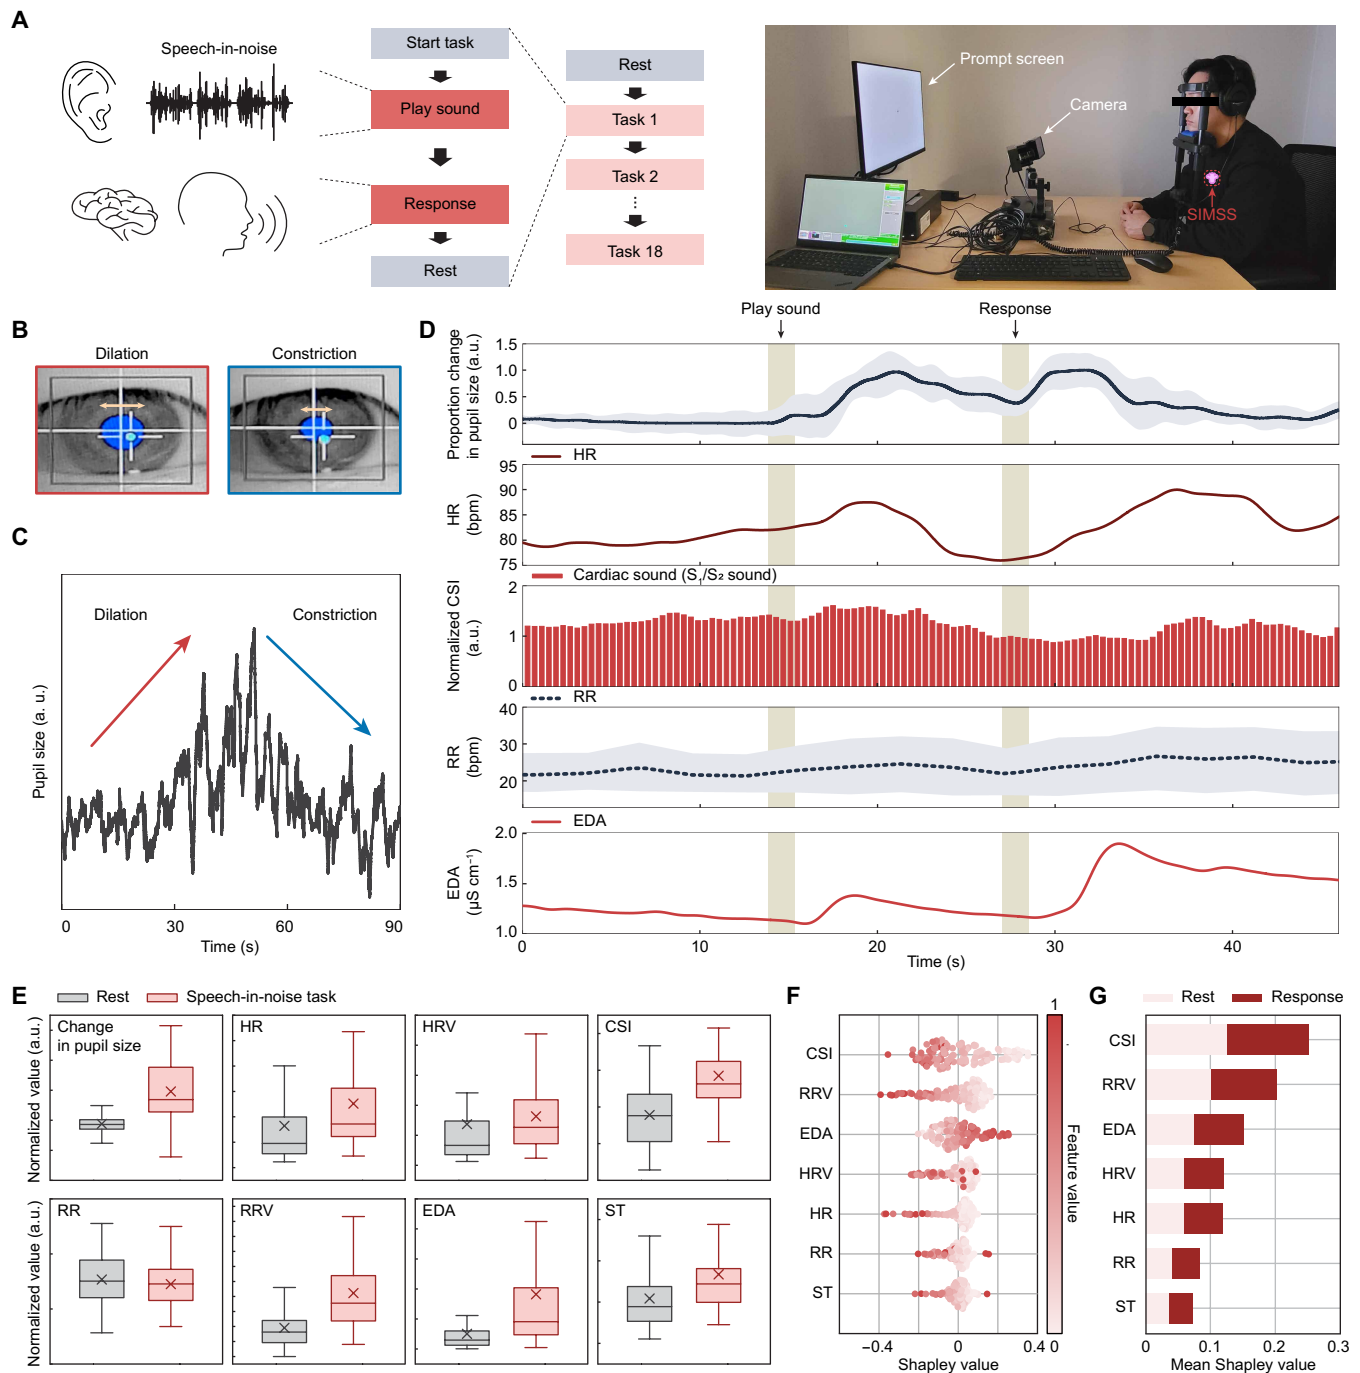 A
Speech-in-noise
Start task
Play sound
Response
Rest
Rest
Task 1
Task 2
Task 18
Prompt screen
Camera
SIMSS
B
Dilation
Constriction
C
Dilation
Constriction
Pupil size (a. u.)
0
30
60
90
Time (s)
D
Play sound
Response
Proportion change
in pupil size (a.u.)
1.5
1.0
0.5
0
HR
HR
(bpm)
95
90
85
80
75
Cardiac sound (S₁/S₂ sound)
Normalized CSI
(a.u.)
2
1
0
RR
RR
(bpm)
40
30
20
EDA
EDA
(µS cm⁻¹)
2.0
1.5
1.0
0
10
20
30
40
Time (s)
E
Rest
Speech-in-noise task
Normalized value (a.u.)
Change
in pupil size
HR
HRV
CSI
Normalized value (a.u.)
RR
RRV
EDA
ST
F
CSI
RRV
EDA
HRV
HR
RR
ST
−0.4
0
0.4
Shapley value
1
0
Feature value
G
Rest
Response
CSI
RRV
EDA
HRV
HR
RR
ST
0
0.1
0.2
0.3
Mean Shapley value